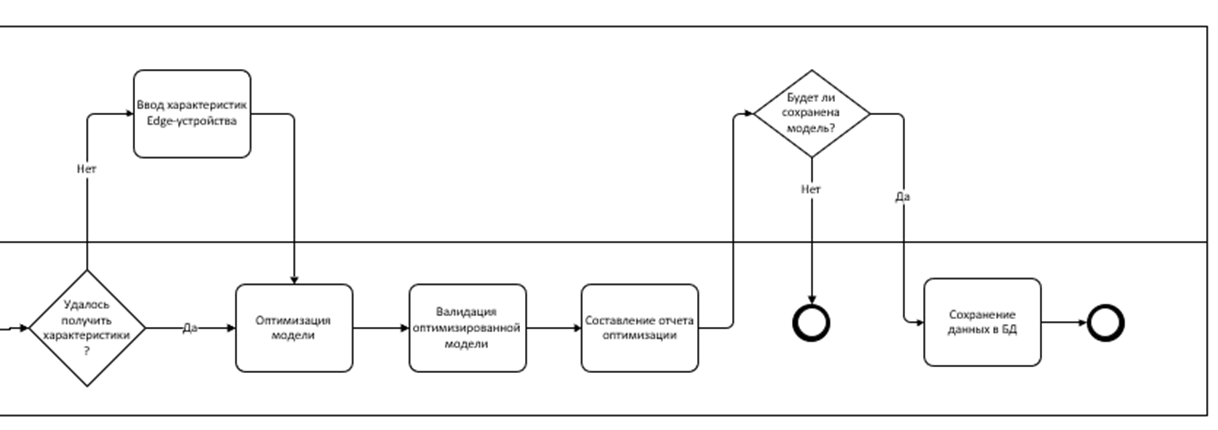 Ввод характеристик
Edge-устройства
Будет ли
сохранена
модель?
Нет
Нет
Да
Удалось
получить
характеристики
?
Да
Оптимизация
модели
Валидация
оптимизированной
модели
Составление отчета
оптимизации
Сохранение
данных в БД